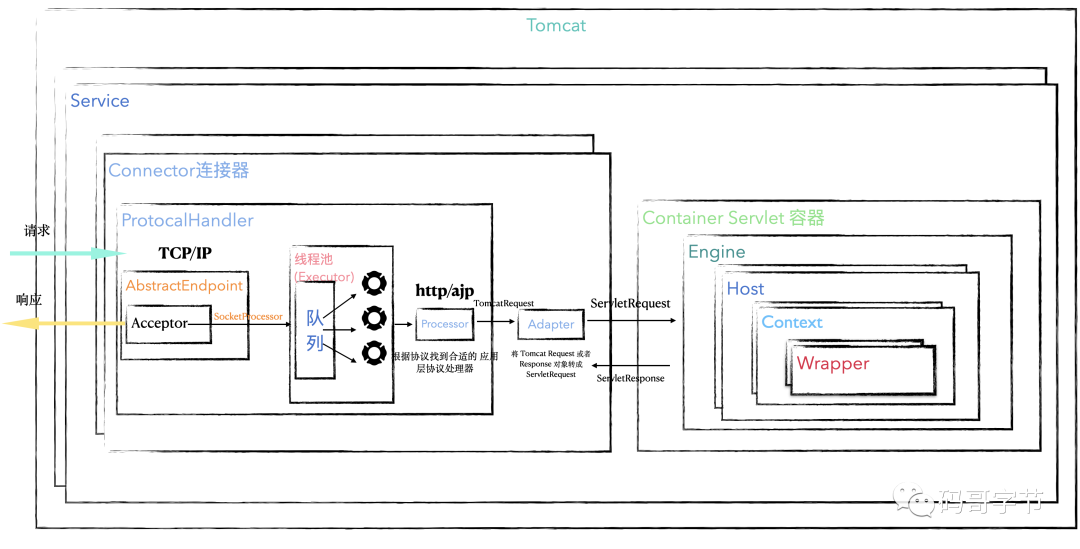 Tomcat
Service
Connector连接器
ProtocalHandler
请求
TCP/IP
响应
AbstractEndpoint
Acceptor
SocketProcessor
线程池
(Executor)
队
列
http/ajp
Processor
根据协议找到合适的 应用
层协议处理器
TomcatRequest
Adapter
将 Tomcat Request 或者
Response 对象转成
ServletRequest
ServletRequest
ServletResponse
Container Servlet 容器
Engine
Host
Context
Wrapper
码哥字节